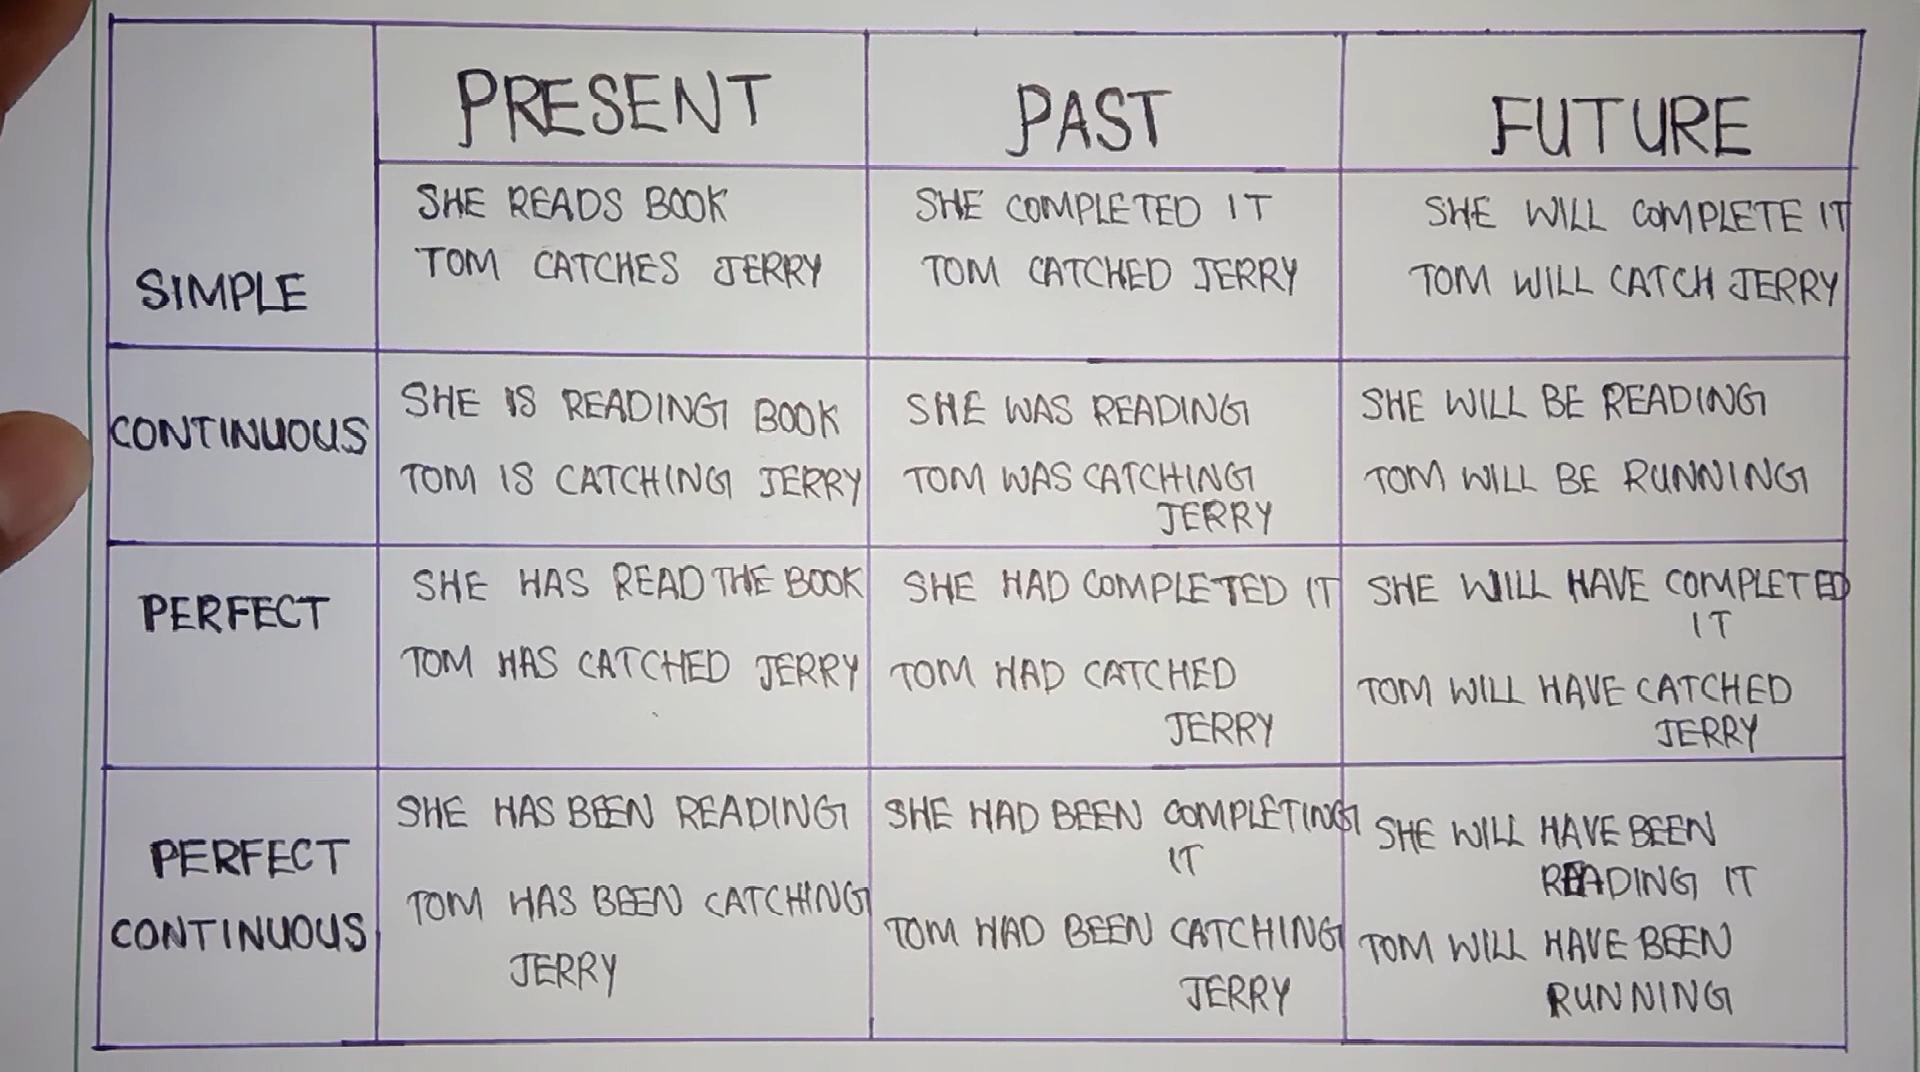 PRESENT
PAST
FUTURE
SIMPLE
SHE READS BOOK
TOM CATCHES JERRY
SHE COMPLETED IT
TOM CATCHED JERRY
SHE WILL COMPLETE IT
TOM WILL CATCH JERRY
CONTINUOUS
SHE IS READING BOOK
TOM IS CATCHING JERRY
SHE WAS READING
TOM WAS CATCHING
JERRY
SHE WILL BE READING
TOM WILL BE RUNNING
PERFECT
SHE HAS READ THE BOOK
TOM HAS CATCHED JERRY
SHE HAD COMPLETED IT
TOM HAD CATCHED
JERRY
SHE WILL HAVE COMPLETED
IT
TOM WILL HAVE CATCHED
JERRY
PERFECT
CONTINUOUS
SHE HAS BEEN READING
TOM HAS BEEN CATCHING
JERRY
SHE HAD BEEN COMPLETING
IT
TOM HAD BEEN CATCHING
JERRY
SHE WILL HAVE BEEN
READING IT
TOM WILL HAVE BEEN
RUNNING